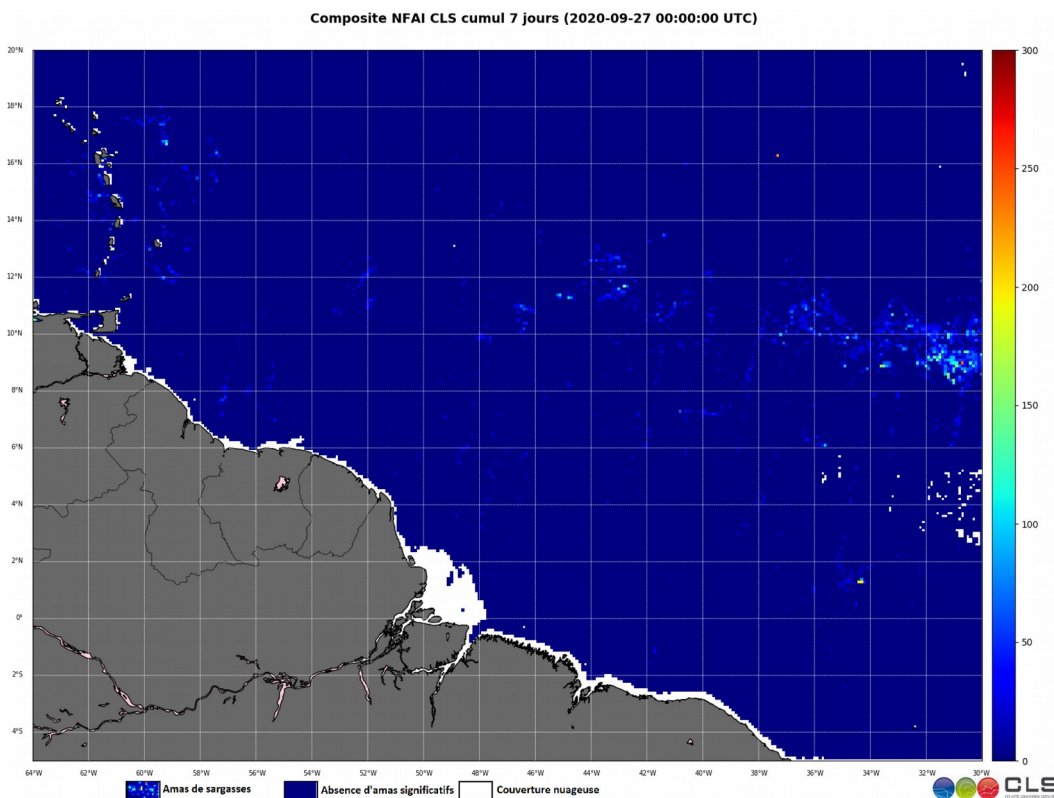 Composite NFAI CLS cumul 7 jours (2020-09-27 00:00:00 UTC)
20°N
18°N
16°N
14°N
12°N
10°N
8°N
6°N
4°N
2°N
0°
2°S
4°S
64°W 62°W 60°W 58°W 56°W 54°W 52°W 50°W 48°W 46°W 44°W 42°W 40°W 38°W 36°W 34°W 32°W 30°W
300
250
200
150
100
50
0
Amas de sargasses Absence d'amas significatifs Couverture nuageuse
CLS